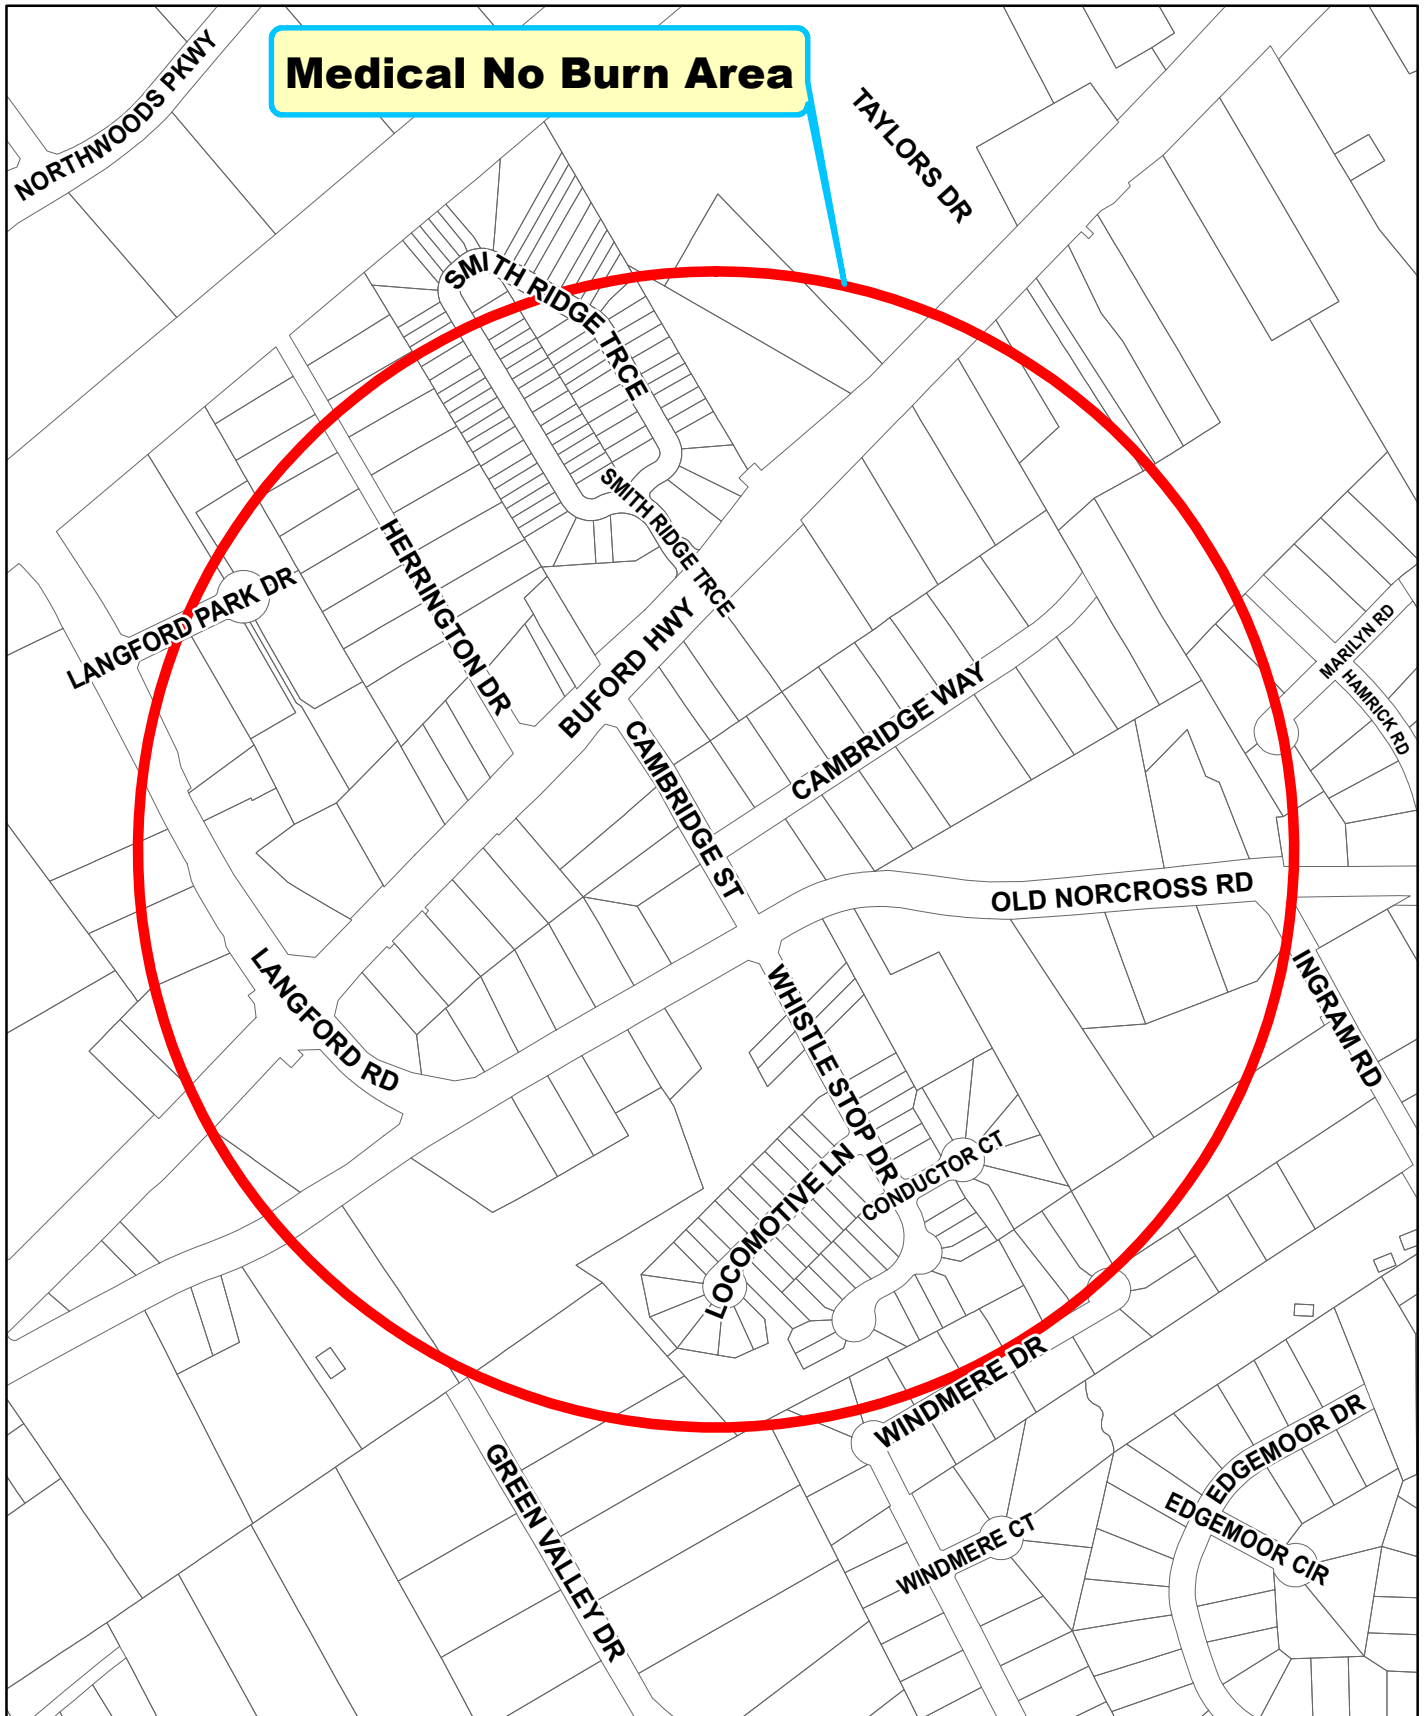 NORTHWOODS PKWY
Medical No Burn Area
TAYLORS DR
SMITH RIDGE TRCE
SMITH RIDGE TRCE
HERRINGTON DR
LANGFORD PARK DR
BUFORD HWY
MARILYN RD
HAMRICK RD
CAMBRIDGE WAY
CAMBRIDGE ST
OLD NORCROSS RD
LANGFORD RD
WHISTLE STOP DR
INGRAM RD
LOCOMOTIVE LN
CONDUCTOR CT
WINDMERE DR
EDGEMOOR DR
EDGEMOOR CIR
GREEN VALLEY DR
WINDMERE CT